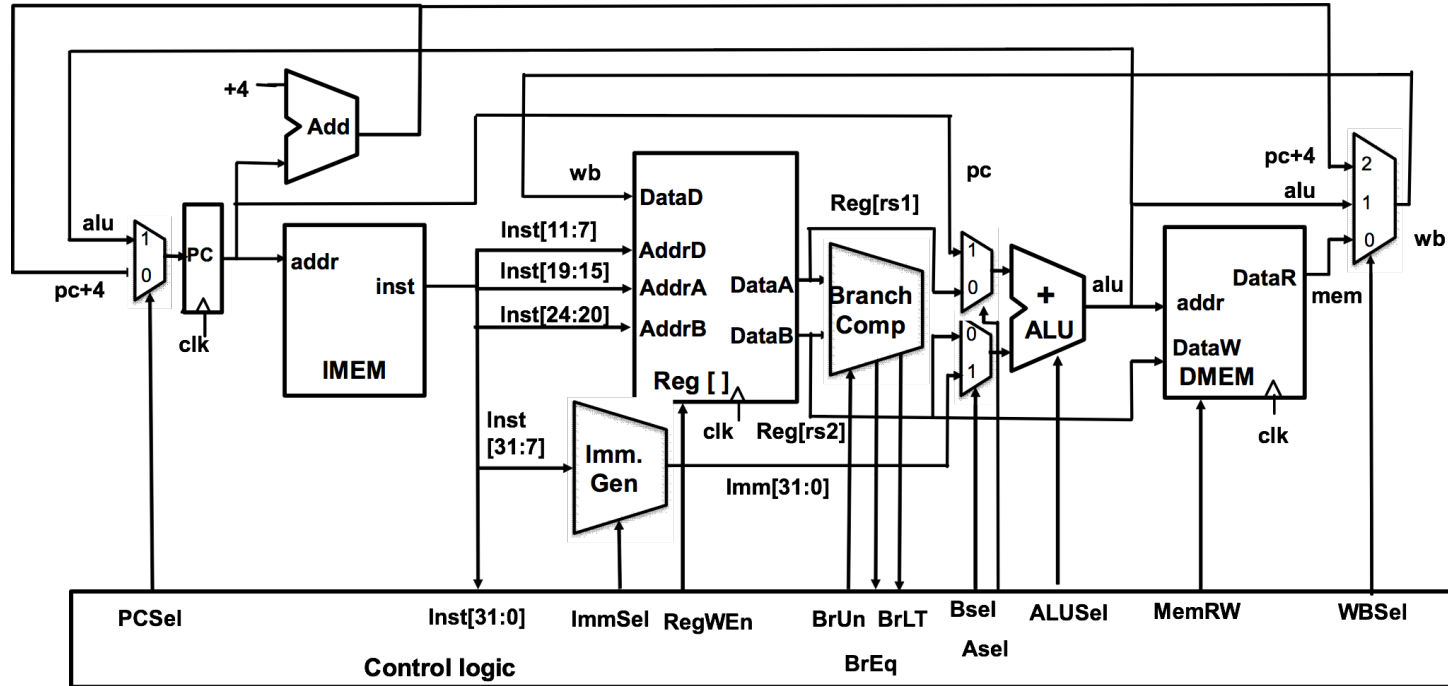 +4
Add
pc
pc+4
2
wb
DataD
Reg[rs1]
alu
1
alu
1
Inst[11:7]
AddrD
1
0
wb
PC
addr
Inst[19:15]
AddrA
DataA
Branch
Comp
0
+
ALU
alu
DataR
mem
0
pc+4
inst
Inst[24:20]
AddrB
DataB
0
1
addr
DataW
DMEM
clk
IMEM
Reg [ ]
clk
Reg[rs2]
clk
Inst
[31:7]
Imm.
Gen
Imm[31:0]
PCSel
Inst[31:0]
ImmSel
RegWEn
BrUn
BrLT
Bsel
ALUSel
MemRW
WBSel
BrEq
Asel
Control logic